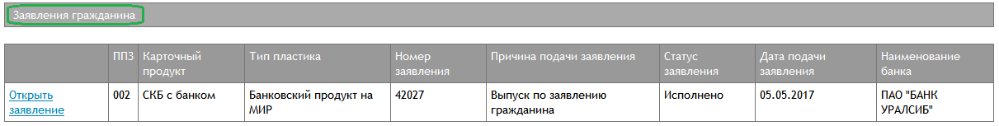 Заявления гражданина
ППЗ
Карточный
продукт
Тип пластика
Номер
заявления
Причина подачи заявления
Статус
заявления
Дата подачи
заявления
Наименование
банка
Открыть
заявление
002
СКБ с банком
Банковский продукт на
МИР
42027
Выпуск по заявлению
гражданина
Исполнено
05.05.2017
ПАО "БАНК
УРАЛСИБ"